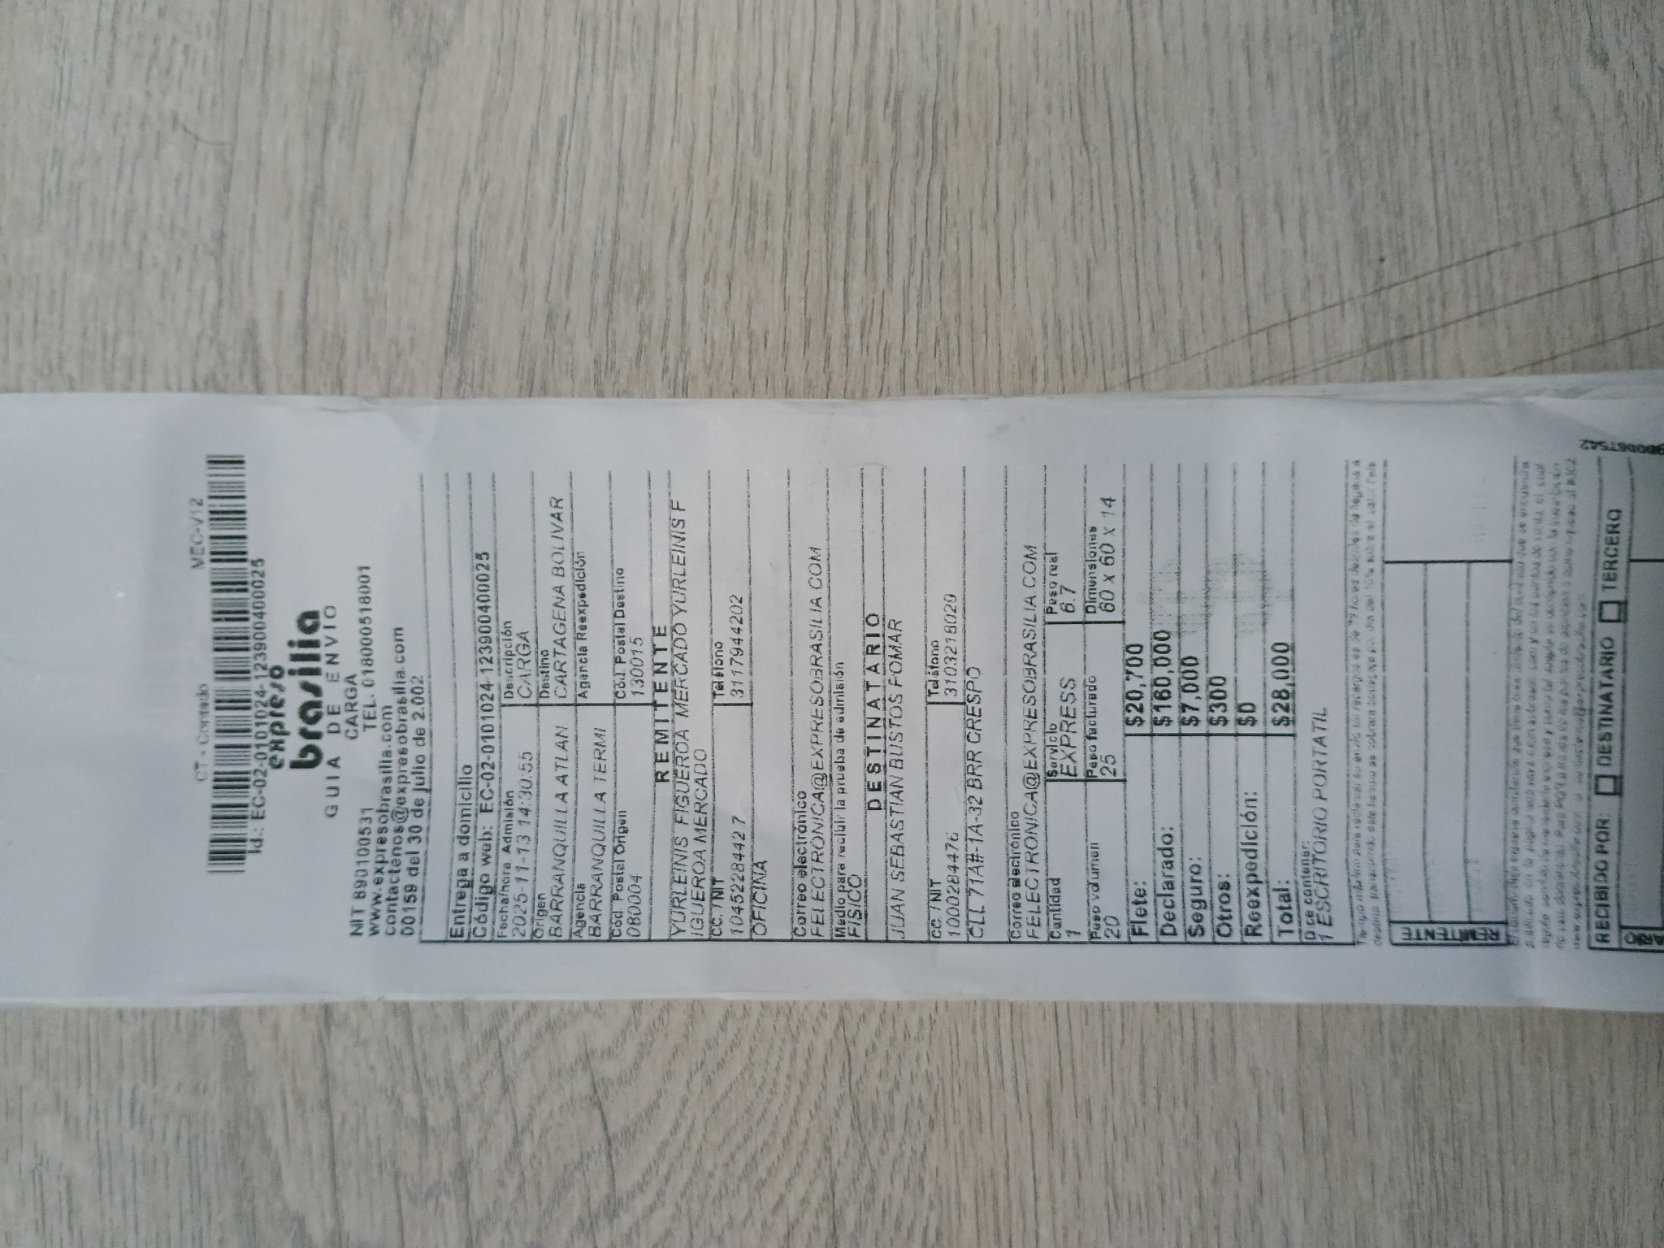 CT - Contado VEC-V12
Id.: EC-02-0101024-123900400025
expreso
brasilia
GUIA DE ENVIO
CARGA
NIT 890100531 TEL. 018000518001
www.expresobrasilia.com
contactenos@expresobrasilia.com
00159 del 30 de julio de 2.002
Entrega a domicilio
Código web: EC-02-0101024-123900400025
Fecha/hora Admisión Descripción
2025-11-13 14:30:55 CARGA
Origen Destino
BARRANQUILLA ATLAN CARTAGENA BOLIVAR
Agencia Agencia Reexpedición
BARRANQUILLA TERMI
Cód Postal Origen Cód. Postal Destino
080004 130015
REMITENTE
YURLEINIS FIGUEROA MERCADO YURLEINIS F
IGUEROA MERCADO
CC. / NIT Teléfono
10452284427 3117944202
OFICINA
Correo electrónico
FELECTRONICA@EXPRESOBRASILIA.COM
Medio para recibir la prueba de admisión
FISICO
DESTINATARIO
JUAN SEBASTIAN BUSTOS FOMAR
CC. / NIT Teléfono
1000284476 3103218020
CLL 71A#-1A-32 BRR CRESPO
Correo electrónico
FELECTRONICA@EXPRESOBRASILIA.COM
Cantidad Servicio Peso real
1 EXPRESS 6.7
Peso volumen Peso facturado Dimensiones
20 25 60 x 60 x 14
Flete: $20,700
Declarado: $160,000
Seguro: $7,000
Otros: $300
Reexpedición: $0
Total: $28,000
Dice contener:
1 ESCRITORIO PORTATIL
REMITENTE
RECIBIDO POR: DESTINATARIO TERCERO